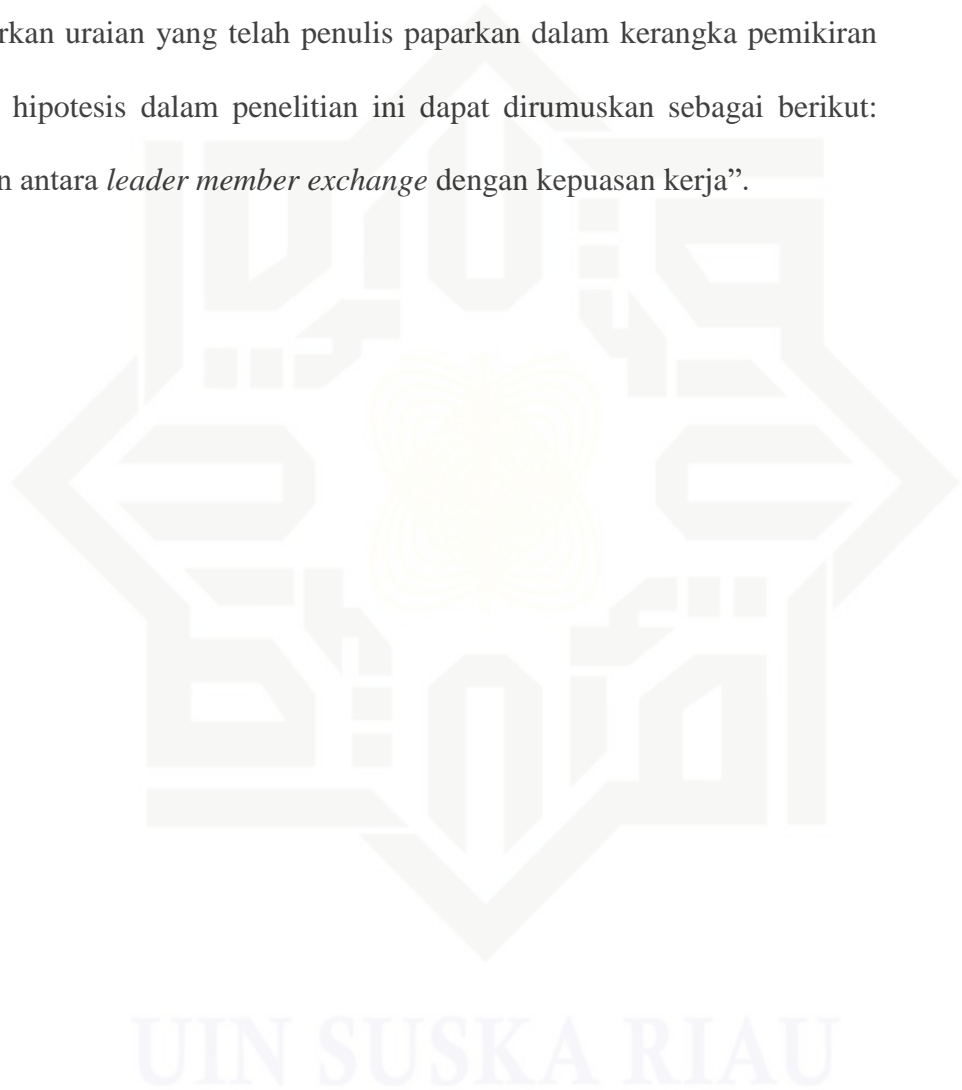 rkan uraian yang telah penulis paparkan dalam kerangka pemikiran
hipotesis dalam penelitian ini dapat dirumuskan sebagai berikut:
n antara leader member exchange dengan kepuasan kerja”.
UIN SUSKA RIAU